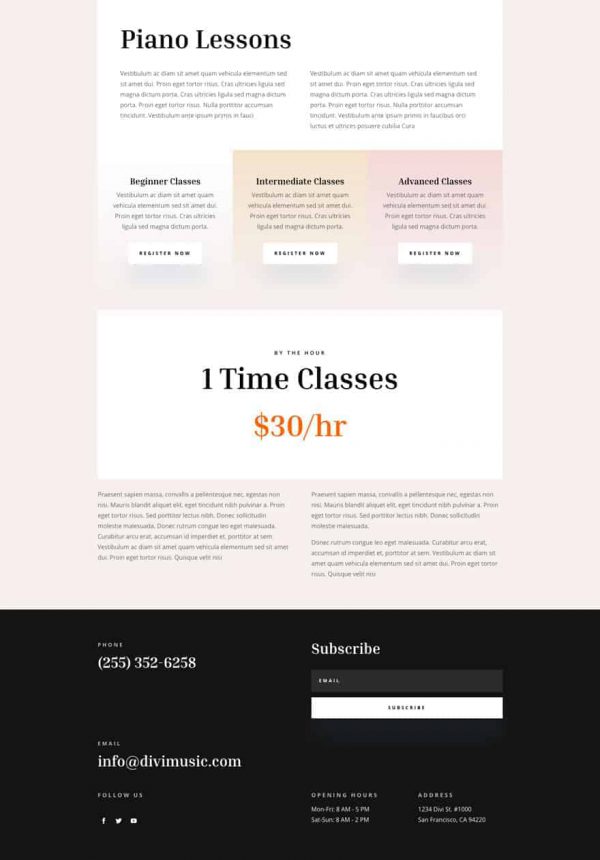 Piano Lessons
Vestibulum ac diam sit amet quam vehicula elementum sed
sit amet dui. Proin eget tortor risus. Cras ultricies ligula sed
magna dictum porta. Cras ultricies ligula sed magna dictum
porta. Proin eget tortor risus. Nulla porttitor accumsan
tincidunt. Vestibulum ante ipsum primis in fauci
Vestibulum ac diam sit amet quam vehicula elementum sed
sit amet dui. Proin eget tortor risus. Cras ultricies ligula sed
magna dictum porta. Cras ultricies ligula sed magna dictum
porta. Proin eget tortor risus. Nulla porttitor accumsan
tincidunt. Vestibulum ante ipsum primis in faucibus orci
luctus et ultrices posuere cubilia Cura
Beginner Classes
Vestibulum ac diam sit amet quam
vehicula elementum sed sit amet dui.
Proin eget tortor risus. Cras ultricies
ligula sed magna dictum porta.
REGISTER NOW
Intermediate Classes
Vestibulum ac diam sit amet quam
vehicula elementum sed sit amet dui.
Proin eget tortor risus. Cras ultricies
ligula sed magna dictum porta.
REGISTER NOW
Advanced Classes
Vestibulum ac diam sit amet quam
vehicula elementum sed sit amet dui.
Proin eget tortor risus. Cras ultricies
ligula sed magna dictum porta.
REGISTER NOW
BY THE HOUR
1 Time Classes
$30/hr
Praesent sapien massa, convallis a pellentesque nec, egestas non
nisi. Mauris blandit aliquet elit, eget tincidunt nibh pulvinar a. Proin
eget tortor risus. Sed porttitor lectus nibh. Donec sollicitudin
molestie malesuada. Donec rutrum congue leo eget malesuada.
Curabitur arcu erat, accumsan id imperdiet et, porttitor at sem.
Vestibulum ac diam sit amet quam vehicula elementum sed sit amet
dui. Proin eget tortor risus. Quisque velit nisi
Praesent sapien massa, convallis a pellentesque nec, egestas non
nisi. Mauris blandit aliquet elit, eget tincidunt nibh pulvinar a. Proin
eget tortor risus. Sed porttitor lectus nibh. Donec sollicitudin
molestie malesuada.
Donec rutrum congue leo eget malesuada. Curabitur arcu erat,
accumsan id imperdiet et, porttitor at sem. Vestibulum ac diam sit
amet quam vehicula elementum sed sit amet dui. Proin eget tortor
risus. Quisque velit nisi
PHONE
(255) 352-6258
EMAIL
info@divimusic.com
Subscribe
EMAIL
SUBSCRIBE
FOLLOW US
OPENING HOURS
Mon-Fri: 8 AM - 5 PM
Sat-Sun: 8 AM - 2 PM
ADDRESS
1234 Divi St. #1000
San Francisco, CA 94220